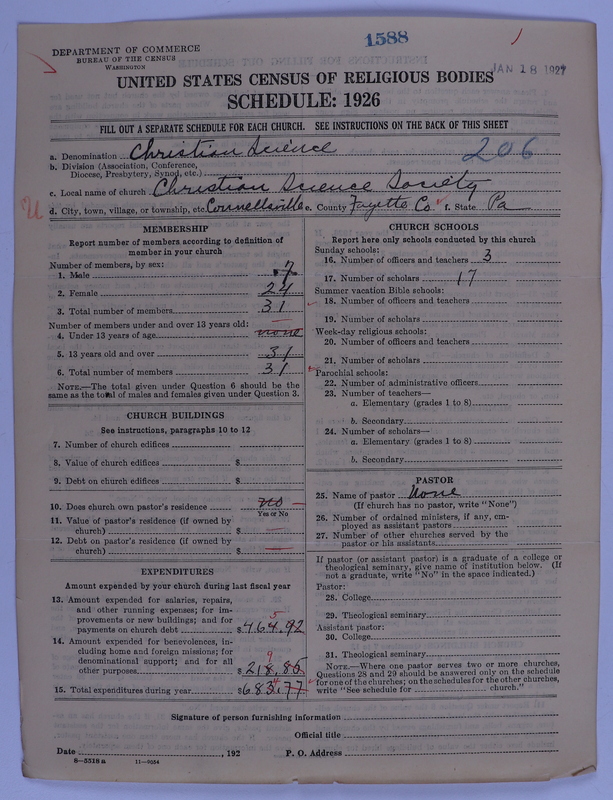 1588
DEPARTMENT OF COMMERCE
BUREAU OF THE CENSUS
WASHINGTON
JAN 18 1927
UNITED STATES CENSUS OF RELIGIOUS BODIES
SCHEDULE: 1926
FILL OUT A SEPARATE SCHEDULE FOR EACH CHURCH. SEE INSTRUCTIONS ON THE BACK OF THIS SHEET
a. Denomination Christian Science 206
b. Division (Association, Conference,
Diocese, Presbytery, Synod, etc.)
c. Local name of church Christian Science Society
U d. City, town, village, or township, etc. Connellsville e. County Fayette Co. f. State Pa
MEMBERSHIP
Report number of members according to definition of
member in your church
Number of members, by sex:
1. Male 7
2. Female 24
3. Total number of members 31
Number of members under and over 13 years old:
4. Under 13 years of age none
5. 13 years old and over 31
6. Total number of members 31
NOTE.—The total given under Question 6 should be the
same as the total of males and females given under Question 3.
CHURCH BUILDINGS
See instructions, paragraphs 10 to 12
7. Number of church edifices
8. Value of church edifices $
9. Debt on church edifices $
10. Does church own pastor's residence no
Yes or No
11. Value of pastor's residence (if owned by
church) $
12. Debt on pastor's residence (if owned by
church) $
EXPENDITURES
Amount expended by your church during last fiscal year
13. Amount expended for salaries, repairs,
and other running expenses; for im-
provements or new buildings; and for
payments on church debt $464.92
5
14. Amount expended for benevolences, in-
cluding home and foreign missions; for
denominational support; and for all
other purposes $218.85
9
15. Total expenditures during year $683.77
4
CHURCH SCHOOLS
Report here only schools conducted by this church
Sunday schools:
16. Number of officers and teachers 3
17. Number of scholars 17
Summer vacation Bible schools:
18. Number of officers and teachers
19. Number of scholars
Week-day religious schools:
20. Number of officers and teachers
21. Number of scholars
Parochial schools:
22. Number of administrative officers
23. Number of teachers—
a. Elementary (grades 1 to 8)
b. Secondary
24. Number of scholars—
a. Elementary (grades 1 to 8)
b. Secondary
PASTOR
25. Name of pastor None
(If church has no pastor, write "None")
26. Number of ordained ministers, if any, em-
ployed as assistant pastors
27. Number of other churches served by the
pastor or his assistants
If pastor (or assistant pastor) is a graduate of a college or
theological seminary, give name of institution below. (If
not a graduate, write "No" in the space indicated.)
Pastor:
28. College
29. Theological seminary
Assistant pastor:
30. College
31. Theological seminary
NOTE.—Where one pastor serves two or more churches,
Questions 28 and 29 should be answered only on the schedule
for one of the churches; on the schedules for the other churches,
write "See schedule for church."
Signature of person furnishing information
Official title
Date , 192 P. O. Address
8—5518 a 11—9054